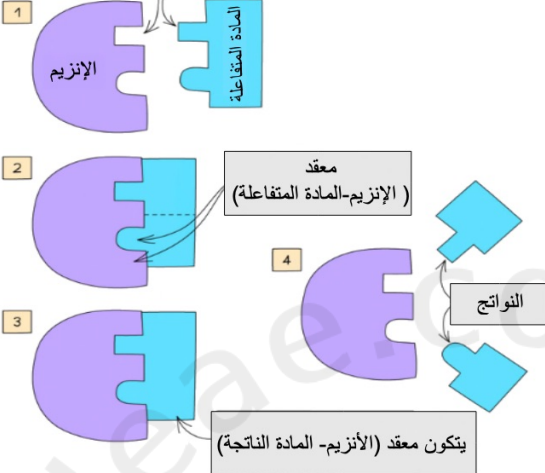 1
الإنزيم
المادة المتفاعلة
2
معقد
( الإنزيم-المادة المتفاعلة)
4
النواتج
3
يتكون معقد (الأنزيم- المادة الناتجة)